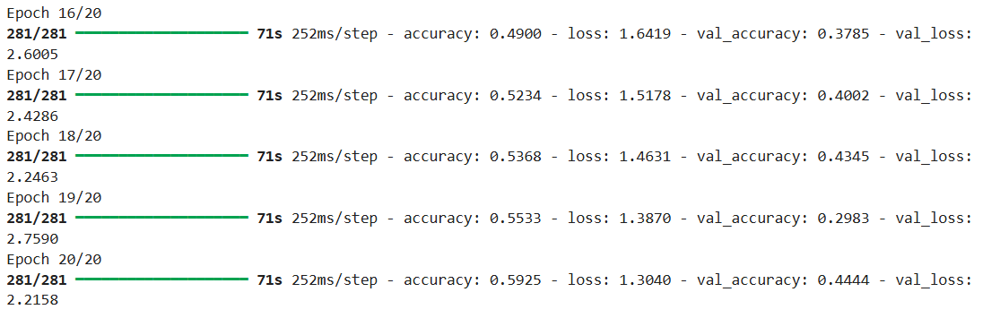 Epoch 16/20
281/281 ━━━━━━━━━━━━━━━━━━━━ 71s 252ms/step - accuracy: 0.4900 - loss: 1.6419 - val_accuracy: 0.3785 - val_loss:
2.6005
Epoch 17/20
281/281 ━━━━━━━━━━━━━━━━━━━━ 71s 252ms/step - accuracy: 0.5234 - loss: 1.5178 - val_accuracy: 0.4002 - val_loss:
2.4286
Epoch 18/20
281/281 ━━━━━━━━━━━━━━━━━━━━ 71s 252ms/step - accuracy: 0.5368 - loss: 1.4631 - val_accuracy: 0.4345 - val_loss:
2.2463
Epoch 19/20
281/281 ━━━━━━━━━━━━━━━━━━━━ 71s 252ms/step - accuracy: 0.5533 - loss: 1.3870 - val_accuracy: 0.2983 - val_loss:
2.7590
Epoch 20/20
281/281 ━━━━━━━━━━━━━━━━━━━━ 71s 252ms/step - accuracy: 0.5925 - loss: 1.3040 - val_accuracy: 0.4444 - val_loss:
2.2158